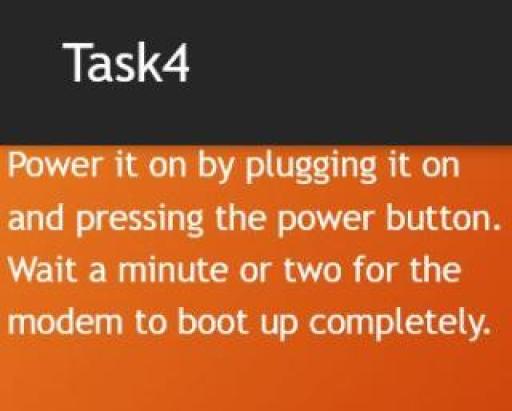 Task4
Power it on by plugging it on
and pressing the power button.
Wait a minute or two for the
modem to boot up completely.